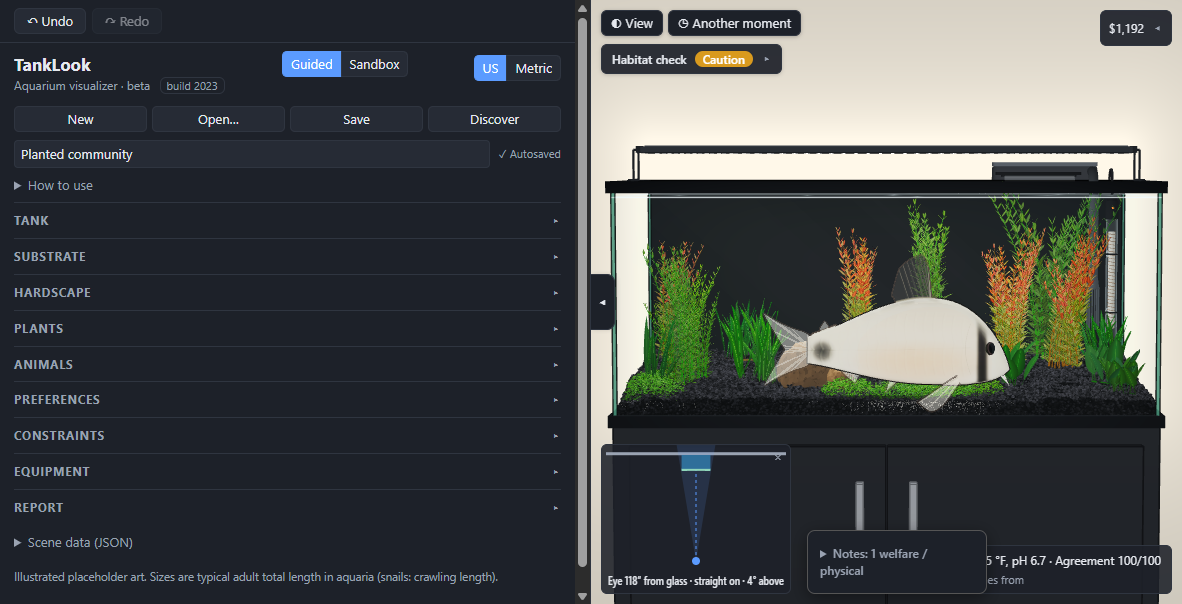 Undo
Redo
TankLook
Aquarium visualizer · beta
build 2023
Guided
Sandbox
US
Metric
New
Open...
Save
Discover
Planted community
✓ Autosaved
How to use
TANK
SUBSTRATE
HARDSCAPE
PLANTS
ANIMALS
PREFERENCES
CONSTRAINTS
EQUIPMENT
REPORT
Scene data (JSON)
Illustrated placeholder art. Sizes are typical adult total length in aquaria (snails: crawling length).
View
Another moment
$1,192
Habitat check
Caution
Eye 118" from glass · straight on · 4° above
Notes: 1 welfare /
physical
°F, pH 6.7 · Agreement 100/100
from